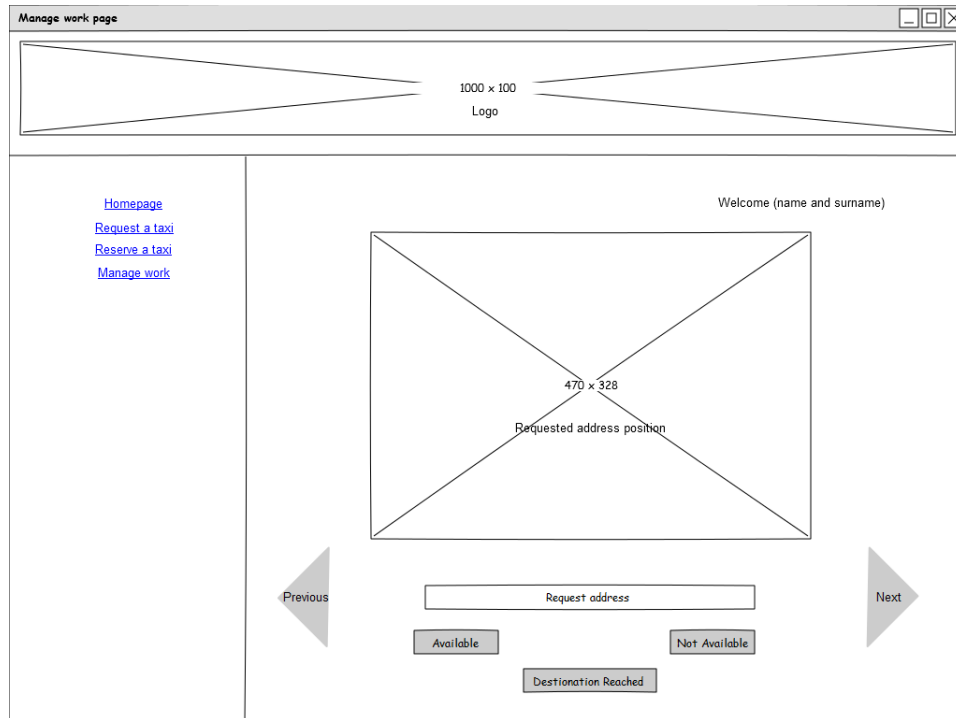 Manage work page
1000 x 100
Logo
Homepage
Request a taxi
Reserve a taxi
Manage work
Welcome (name and surname)
470 x 328
Requested address position
Previous
Request address
Next
Available
Not Available
Destionation Reached